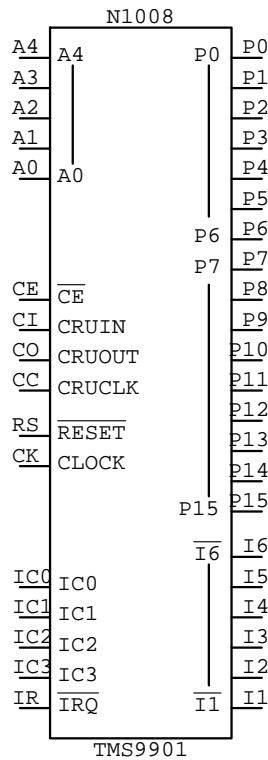 N1008
A4 A4 P0 P0
A3 P1
A2 P2
A1 P3
A0 A0 P4
P5
P6 P6
P7 P7
CE CE P8
CI CRUIN P9
CO CRUOUT P10
CC CRUCLK P11
P12
RS RESET P13
CK CLOCK P14
P15 P15
I6 I6
IC0 IC0 I5
IC1 IC1 I4
IC2 IC2 I3
IC3 IC3 I2
IR IRQ I1 I1
TMS9901